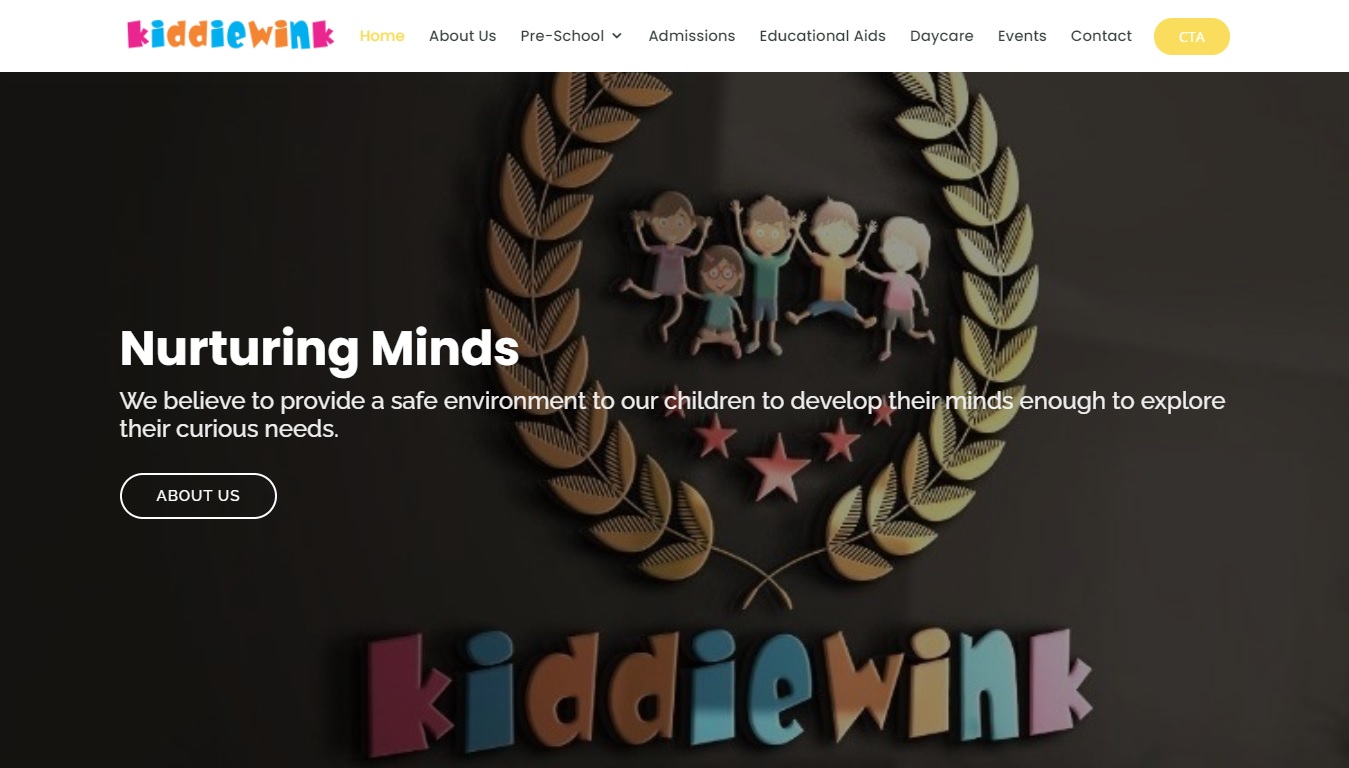 kiddiewink
Home
About Us
Pre-School
Admissions
Educational Aids
Daycare
Events
Contact
CTA
Nurturing Minds
We believe to provide a safe environment to our children to develop their minds enough to explore
their curious needs.
ABOUT US
kiddiewink